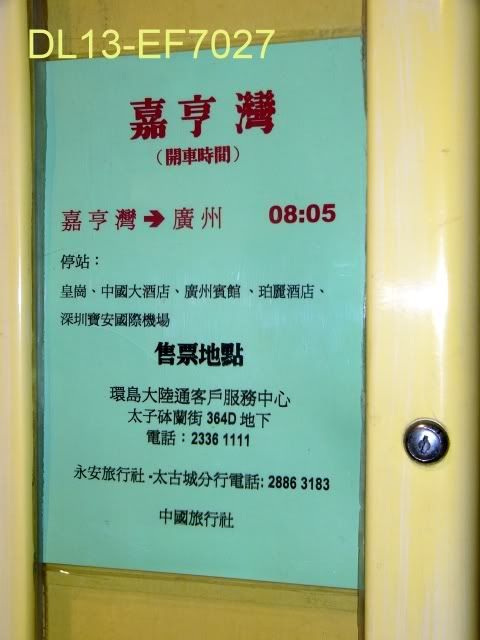 DL13-EF7027
嘉亨灣
（開車時間）
嘉亨灣➔廣州 08:05
停站：
皇崗、中國大酒店、廣州賓館、珀麗酒店、
深圳寶安國際機場
售票地點
環島大陸通客戶服務中心
太子砵蘭街 364D 地下
電話：2336 1111
永安旅行社 - 太古城分行電話: 2886 3183
中國旅行社